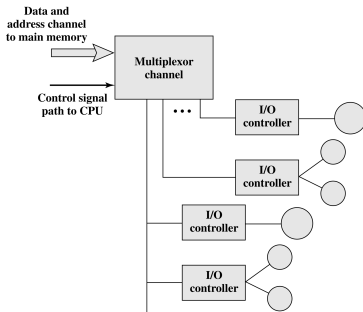 Data and
address channel
to main memory
Multiplexor
channel
Control signal
path to CPU
I/O
controller
I/O
controller
I/O
controller
I/O
controller